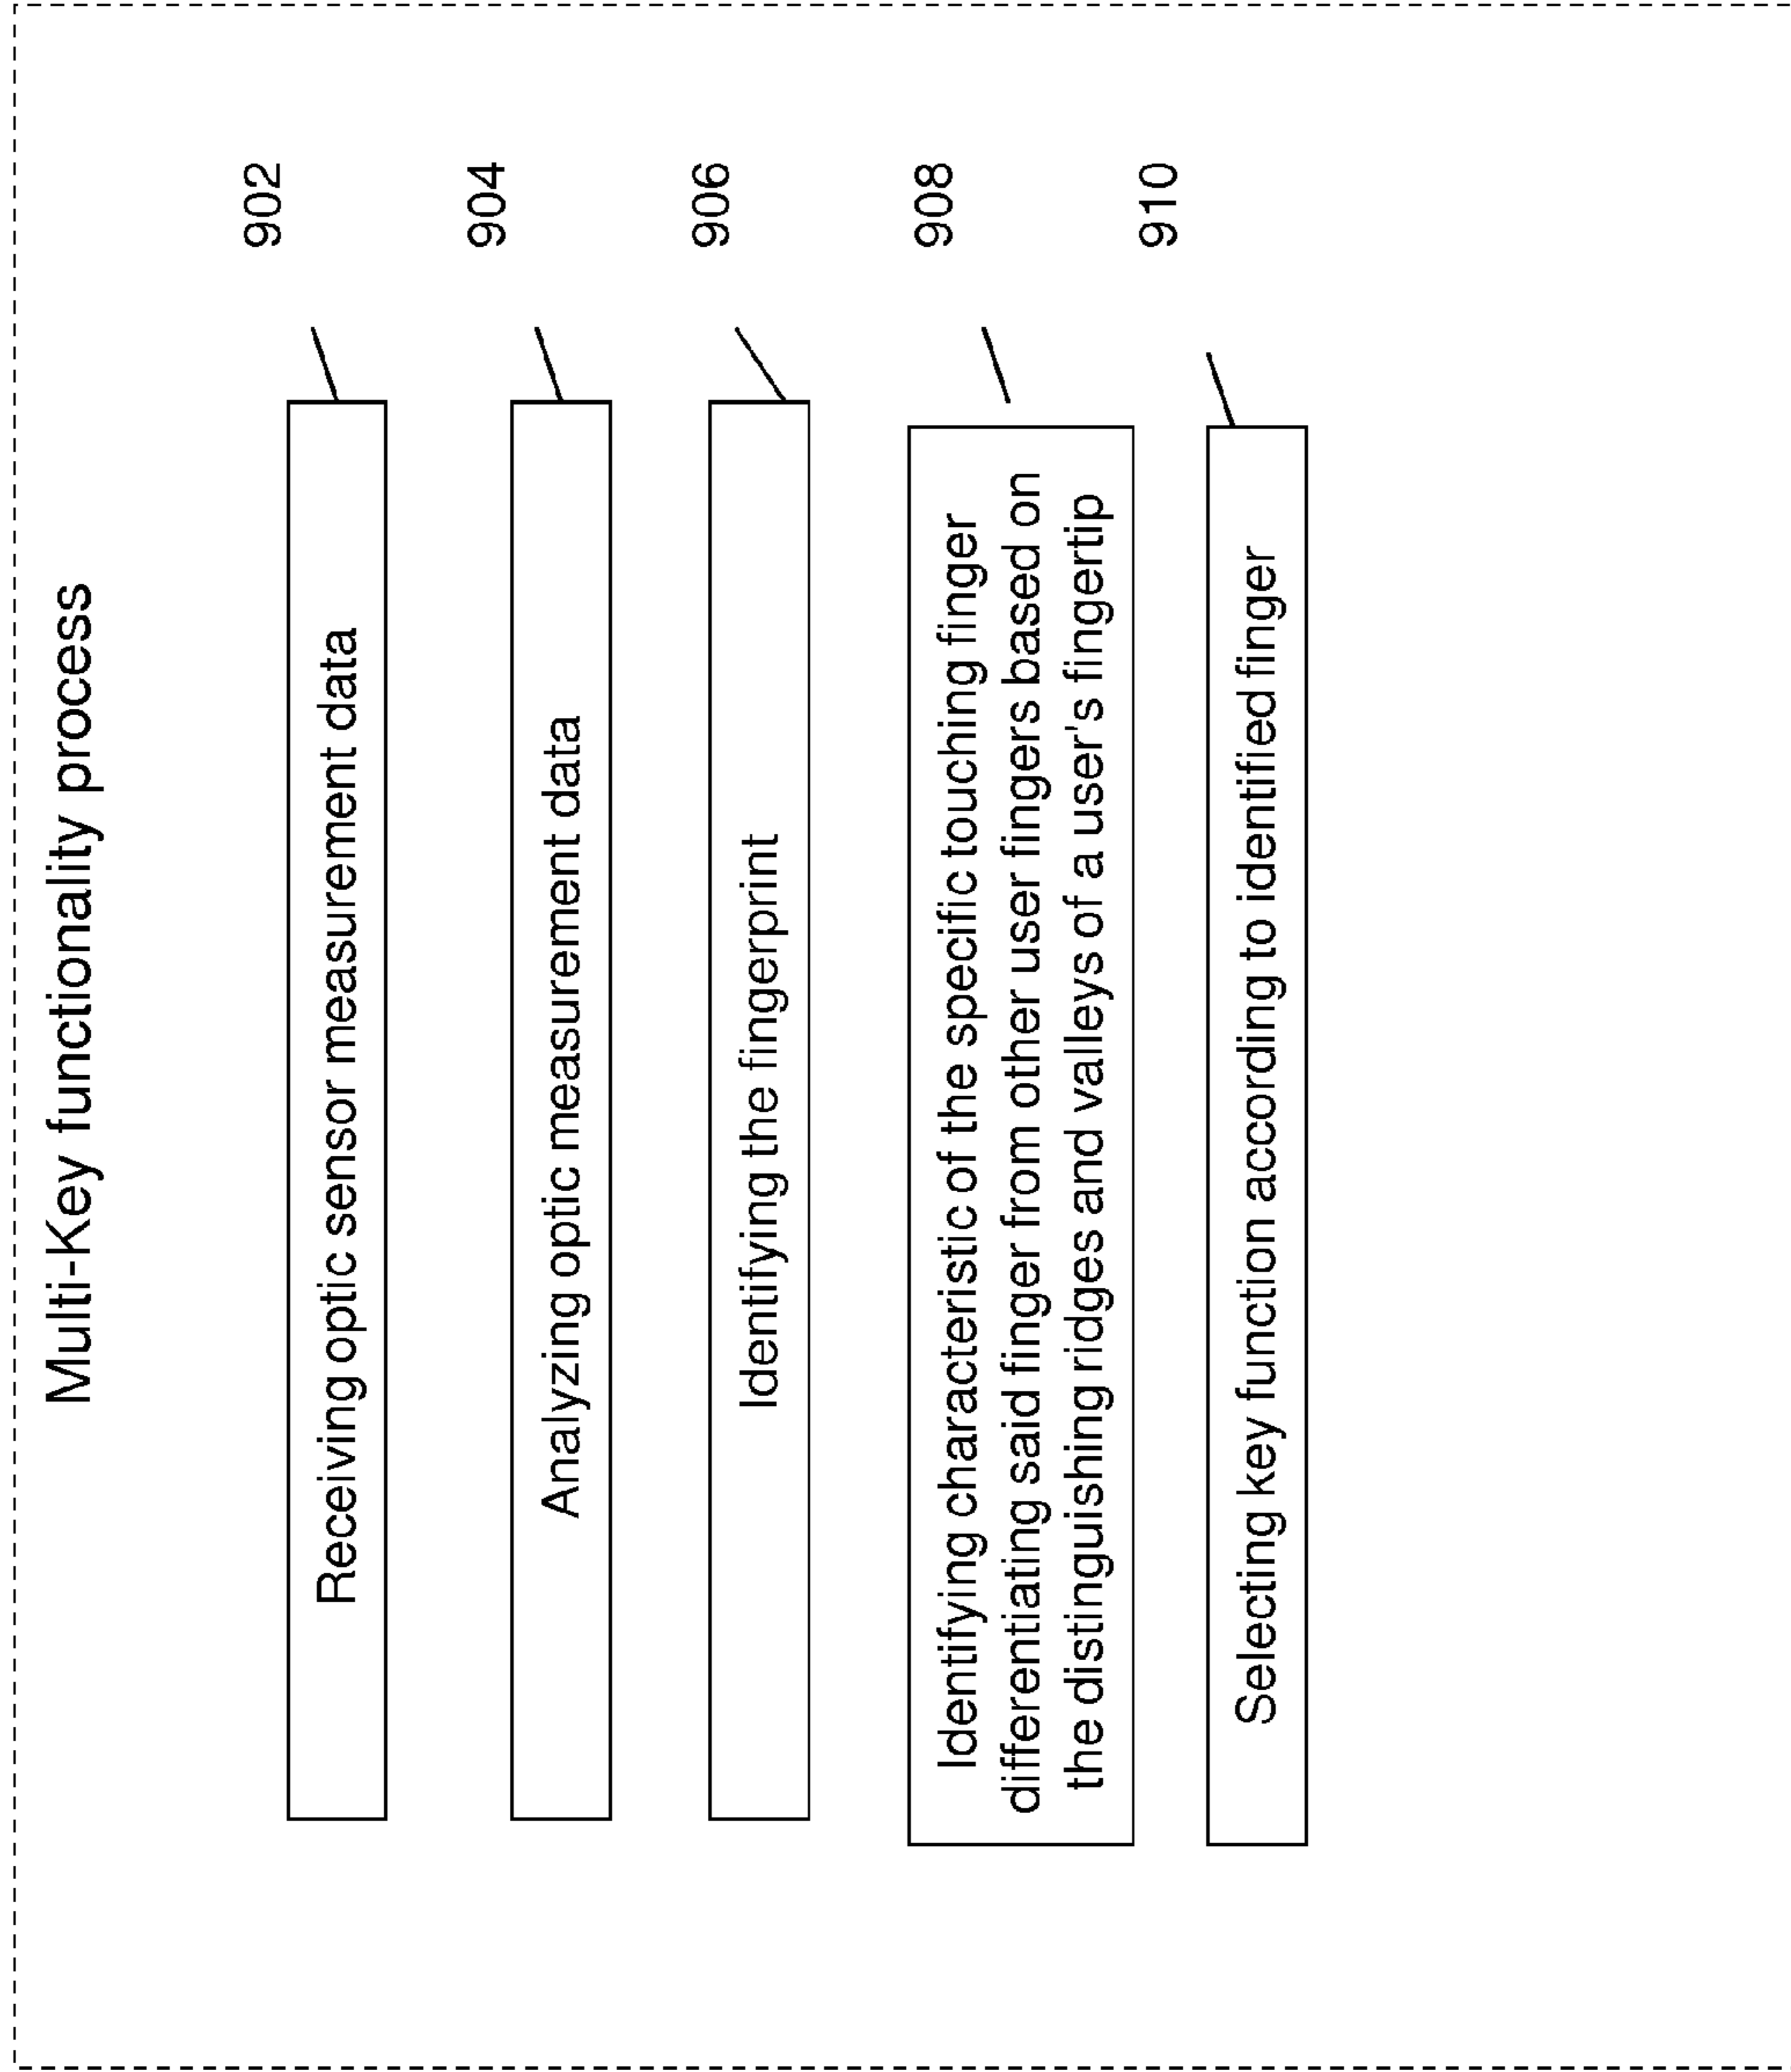 Multi-Key functionality process
902
Receiving optic sensor measurement data
904
Analyzing optic measurement data
906
Identifying the fingerprint
908
Identifying characteristic of the specific touching finger
differentiating said finger from other user fingers based on
the distinguishing ridges and valleys of a user's fingertip
910
Selecting key function according to identified finger